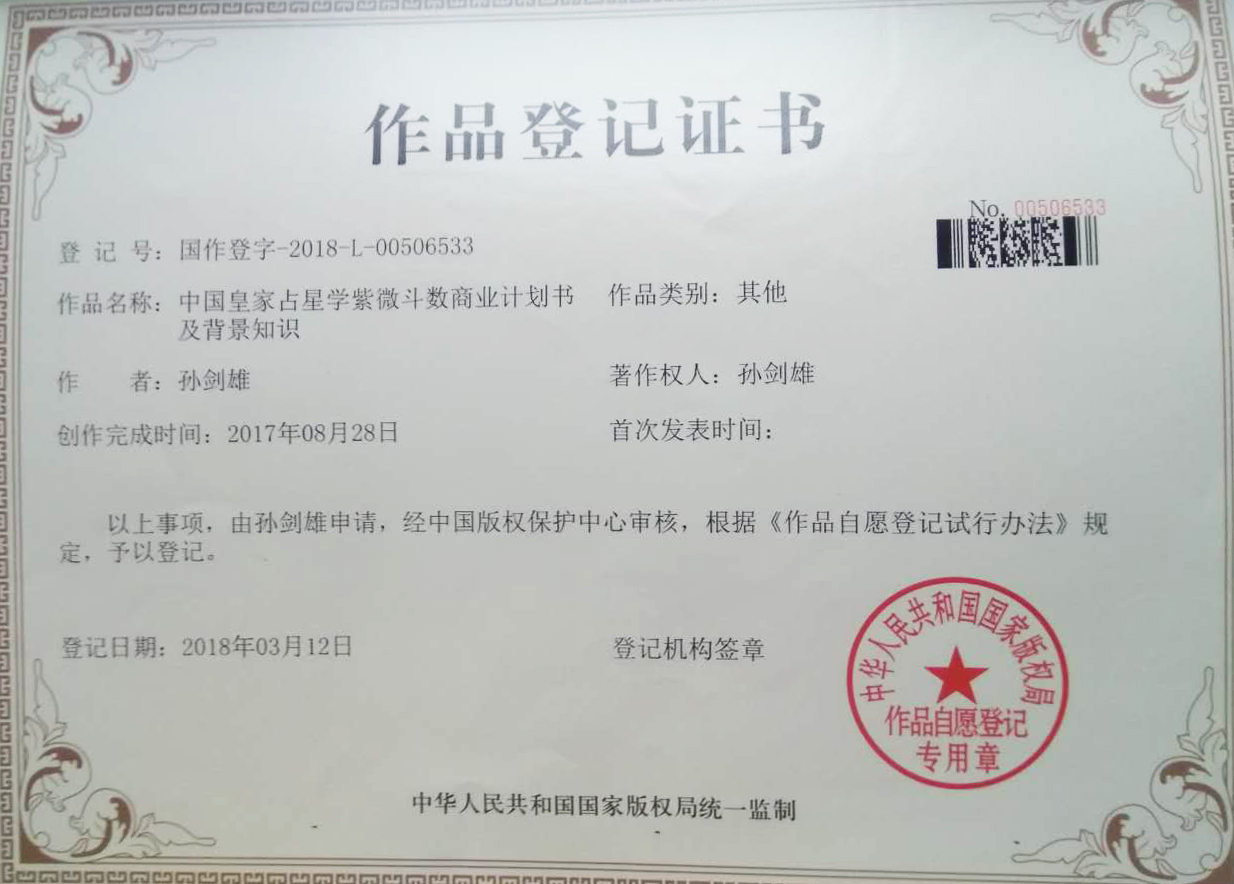 作品登记证书
No. 00506533
登 记 号：国作登字-2018-L-00506533
作品名称：中国皇家占星学紫微斗数商业计划书
及背景知识
作品类别：其他
作 者：孙剑雄
著作权人：孙剑雄
创作完成时间：2017年08月28日
首次发表时间：
以上事项，由孙剑雄申请，经中国版权保护中心审核，根据《作品自愿登记试行办法》规
定，予以登记。
登记日期：2018年03月12日
登记机构签章
中华人民共和国国家版权局
作品自愿登记
专用章
中华人民共和国国家版权局统一监制